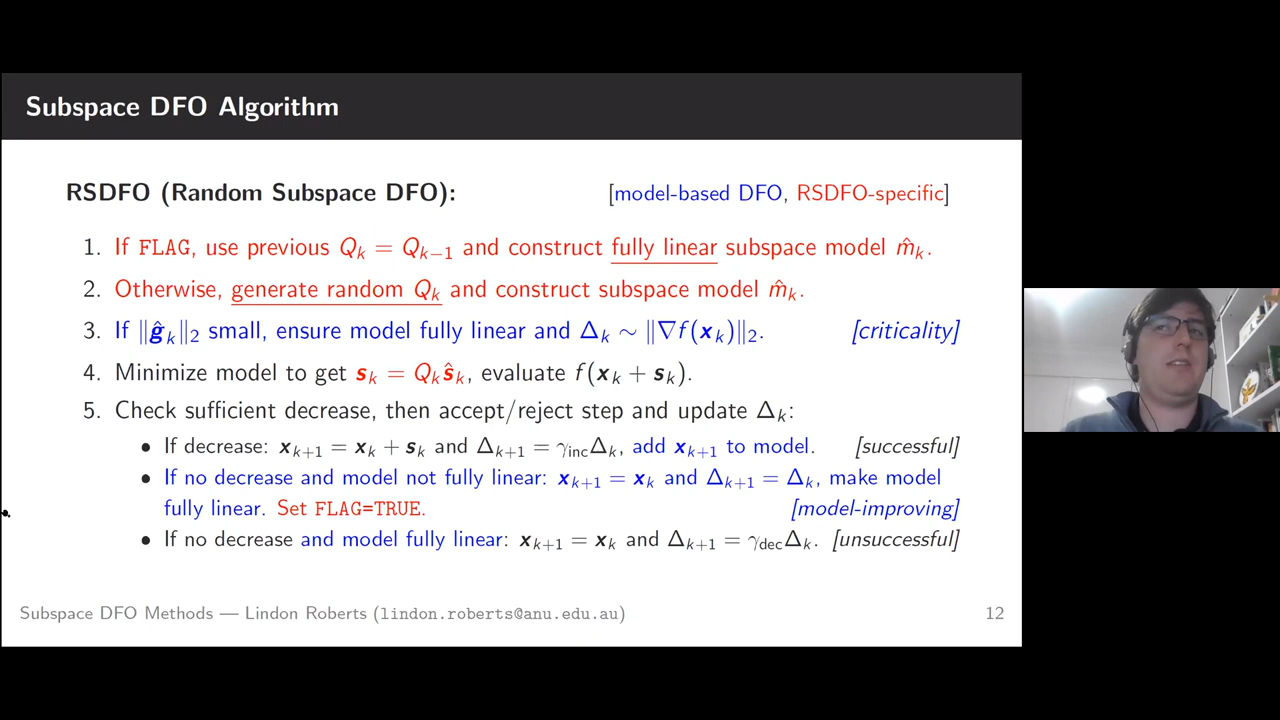 Subspace DFO Algorithm
RSDFO (Random Subspace DFO): [model-based DFO, RSDFO-specific]
1. If FLAG, use previous Q_k = Q_{k−1} and construct fully linear subspace model m̂_k.
2. Otherwise, generate random Q_k and construct subspace model m̂_k.
3. If ‖ĝ_k‖₂ small, ensure model fully linear and Δ_k ∼ ‖∇f(x_k)‖₂. [criticality]
4. Minimize model to get s_k = Q_k ŝ_k, evaluate f(x_k + s_k).
5. Check sufficient decrease, then accept/reject step and update Δ_k:
• If decrease: x_{k+1} = x_k + s_k and Δ_{k+1} = γ_inc Δ_k, add x_{k+1} to model. [successful]
• If no decrease and model not fully linear: x_{k+1} = x_k and Δ_{k+1} = Δ_k, make model
fully linear. Set FLAG=TRUE. [model-improving]
• If no decrease and model fully linear: x_{k+1} = x_k and Δ_{k+1} = γ_dec Δ_k. [unsuccessful]
Subspace DFO Methods — Lindon Roberts (lindon.roberts@anu.edu.au) 12